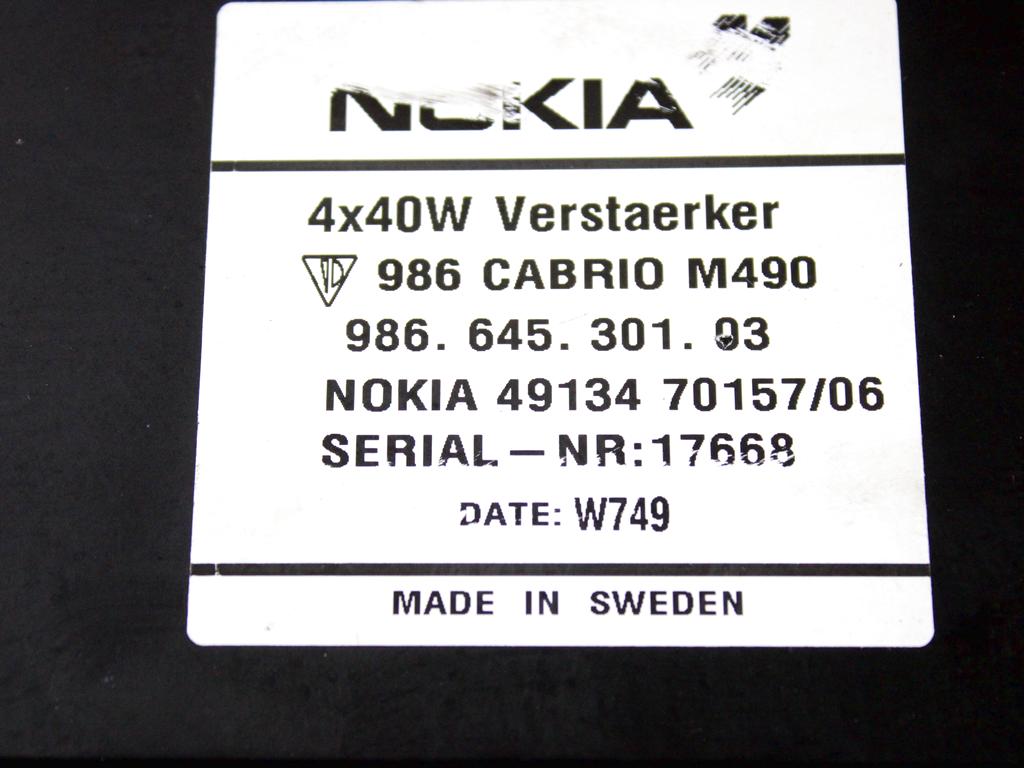 NOKIA
4x40W Verstaerker
986 CABRIO M490
986. 645. 301. 03
NOKIA 49134 70157/06
SERIAL – NR:17668
DATE: W749
MADE IN SWEDEN